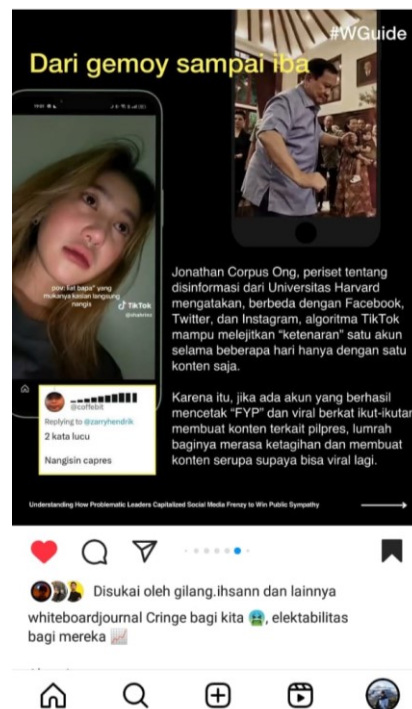 #WGuide
Dari gemoy sampai iba
pov: liat bapa" yang
mukanya kasian langsung
nangis
TikTok
Jonathan Corpus Ong, periset tentang
disinformasi dari Universitas Harvard
mengatakan, berbeda dengan Facebook,
Twitter, dan Instagram, algoritma TikTok
mampu melejitkan “ketenaran” satu akun
selama beberapa hari hanya dengan satu
konten saja.
Karena itu, jika ada akun yang berhasil
mencetak “FYP” dan viral berkat ikut-ikutan
membuat konten terkait pilpres, lumrah
baginya merasa ketagihan dan membuat
konten serupa supaya bisa viral lagi.
@coffebit
Replying to @zarryhendrik
2 kata lucu
Nangisin capres
Understanding How Problematic Leaders Capitalized Social Media Frenzy to Win Public Sympathy
Disukai oleh gilang.ihsann dan lainnya
whiteboardjournal Cringe bagi kita 🤮, elektabilitas
bagi mereka 📈